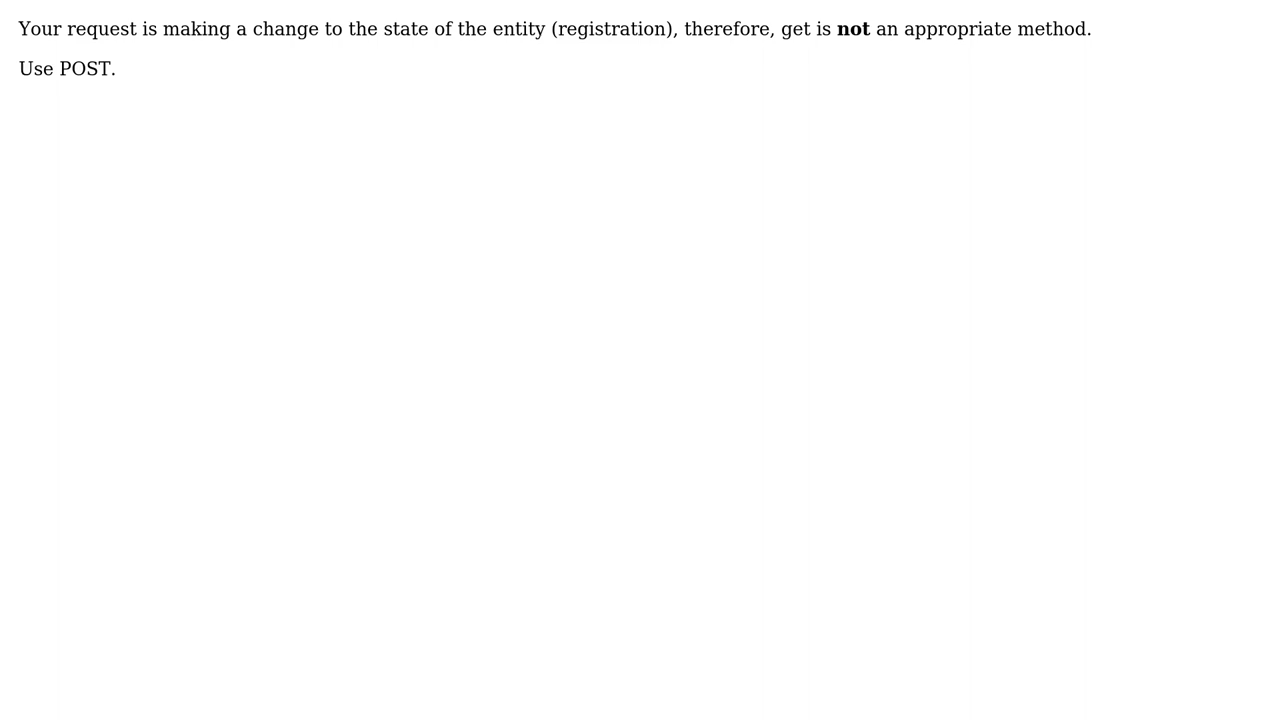 Your request is making a change to the state of the entity (registration), therefore, get is not an appropriate method.
Use POST.